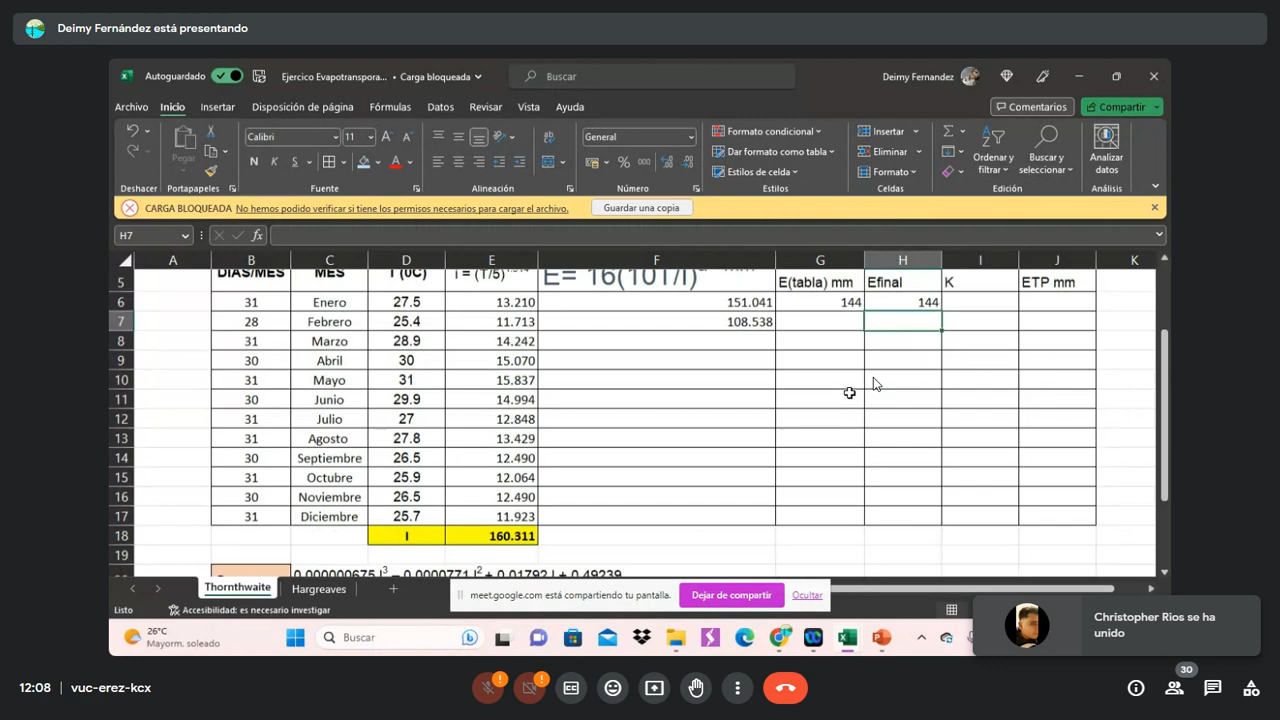 Deimy Fernández está presentando
Autoguardado
Ejercico Evapotranspora... • Carga bloqueada
Buscar
Deimy Fernandez
Archivo Inicio Insertar Disposición de página Fórmulas Datos Revisar Vista Ayuda
Comentarios
Compartir
Pegar
Calibri 11
N K S
General
Formato condicional
Dar formato como tabla
Estilos de celda
Insertar
Eliminar
Formato
Ordenar y filtrar
Buscar y seleccionar
Analizar datos
Deshacer Portapapeles Fuente Alineación Número Estilos Celdas Edición Análisis
CARGA BLOQUEADA No hemos podido verificar si tiene los permisos necesarios para cargar el archivo. Guardar una copia
H7 fx
A B C D E F G H I J K
5 DIAS/MES MES T (0C) E(tabla) mm Efinal K ETP mm
6 31 Enero 27.5 13.210 151.041 144 144
7 28 Febrero 25.4 11.713 108.538
8 31 Marzo 28.9 14.242
9 30 Abril 30 15.070
10 31 Mayo 31 15.837
11 30 Junio 29.9 14.994
12 31 Julio 27 12.848
13 31 Agosto 27.8 13.429
14 30 Septiembre 26.5 12.490
15 31 Octubre 25.9 12.064
16 30 Noviembre 26.5 12.490
17 31 Diciembre 25.7 11.923
18 I 160.311
19
Thornthwaite Hargreaves
meet.google.com está compartiendo tu pantalla. Dejar de compartir Ocultar
Listo Accesibilidad: es necesario investigar
26°C
Mayorm. soleado
Buscar
Christopher Rios se ha
unido
12:08 vuc-erez-kcx
30